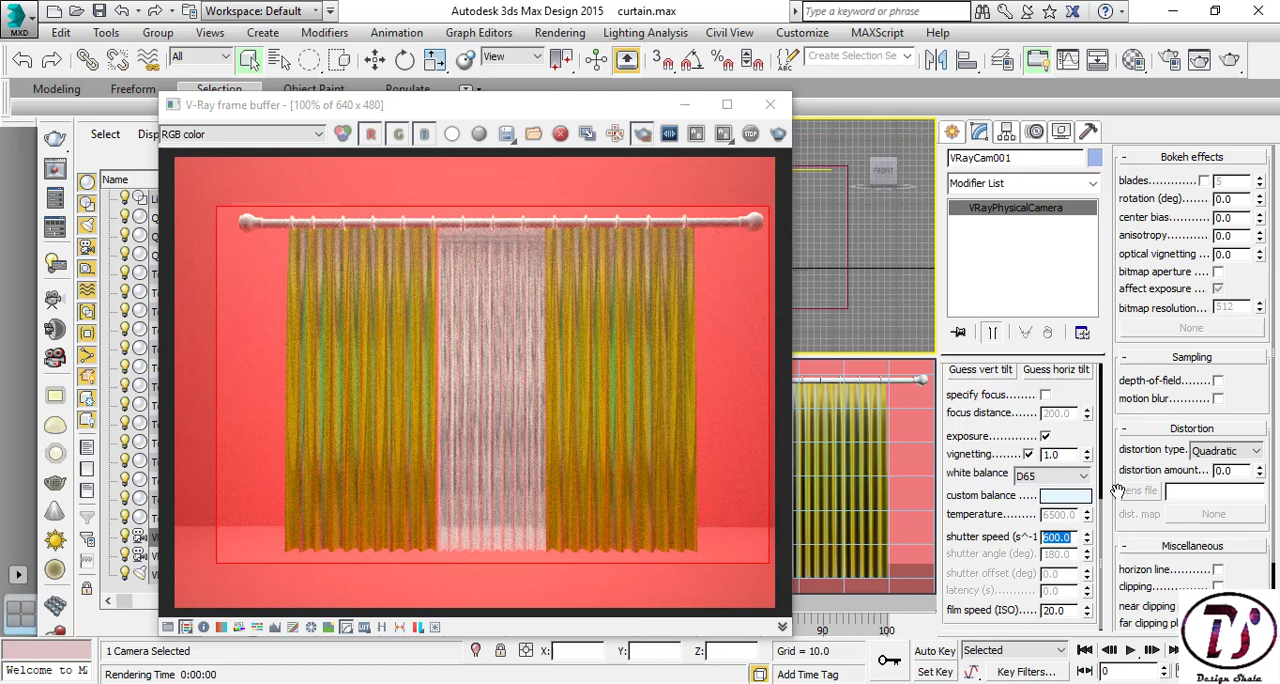 MXD
Workspace: Default
Autodesk 3ds Max Design 2015 curtain.max
Type a keyword or phrase
Edit Tools Group Views Create Modifiers Animation Graph Editors Rendering Lighting Analysis Civil View Customize MAXScript Help
All
View
Create Selection Se
Modeling Freeform Selection Object Paint Populate
V-Ray frame buffer - [100% of 640 x 480]
RGB color
Select
Name
FRONT
VRayCam001
Modifier List
VRayPhysicalCamera
Guess vert tilt Guess horiz tilt
specify focus
focus distance 200.0
exposure
vignetting 1.0
white balance D65
custom balance
temperature 6500.0
shutter speed (s^-1 600.0
shutter angle (deg) 180.0
shutter offset (deg) 0.0
latency (s) 0.0
film speed (ISO) 20.0
Bokeh effects
blades 5
rotation (deg) 0.0
center bias 0.0
anisotropy 0.0
optical vignetting 0.0
bitmap aperture
affect exposure
bitmap resolution 512
None
Sampling
depth-of-field
motion blur
Distortion
distortion type Quadratic
distortion amount 0.0
ens file
dist. map None
Miscellaneous
horizon line
clipping
near clipping
far clipping pl
90 100
1 Camera Selected
X: Y: Z: Grid = 10.0
Auto Key Selected
Welcome to M
Rendering Time 0:00:00
Add Time Tag
Set Key Key Filters...
0
Design Skale